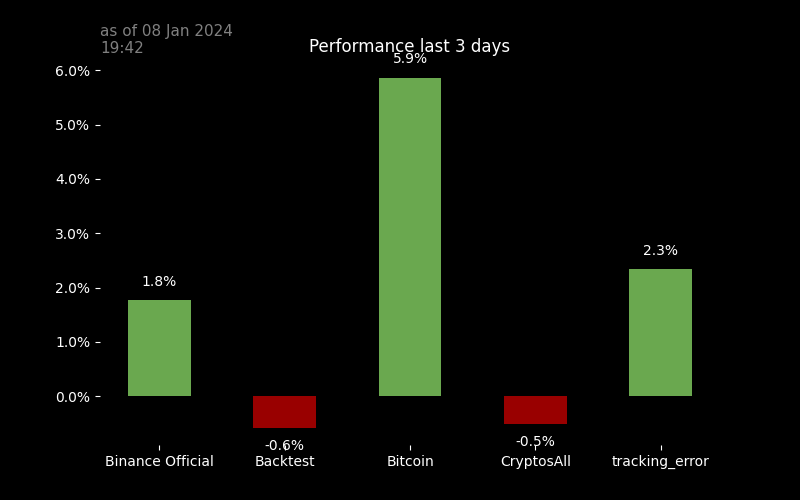 as of 08 Jan 2024
19:42
Performance last 3 days
5.9%
6.0%
5.0%
4.0%
3.0%
2.3%
2.0%
1.8%
1.0%
0.0%
-0.6%
-0.5%
Binance Official
Backtest
Bitcoin
CryptosAll
tracking_error